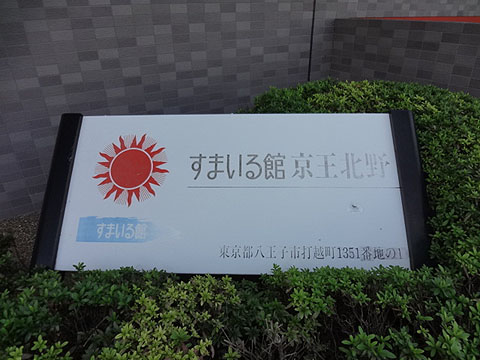 すまいる館 京王北野
すまいる館
東京都八王子市打越町1351番地の1